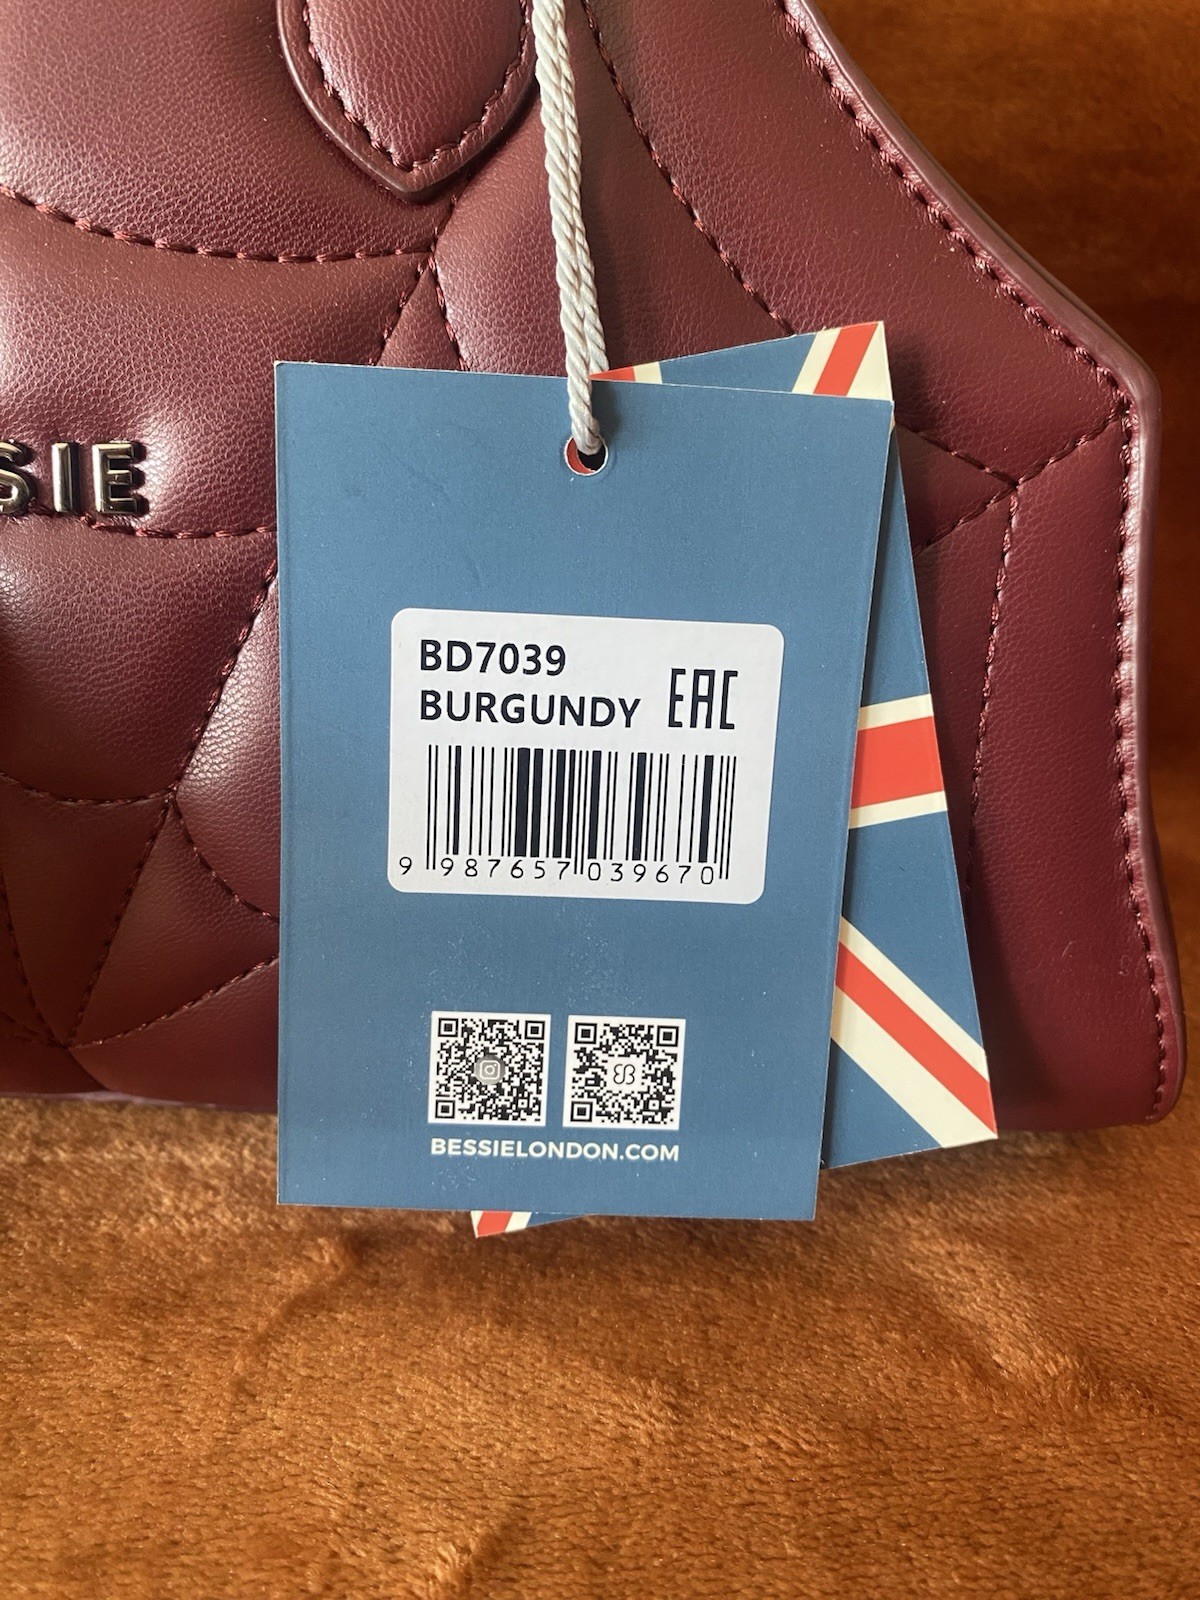 SIE
BD7039
BURGUNDY EAC
9 987657 039670
BESSIELONDON.COM